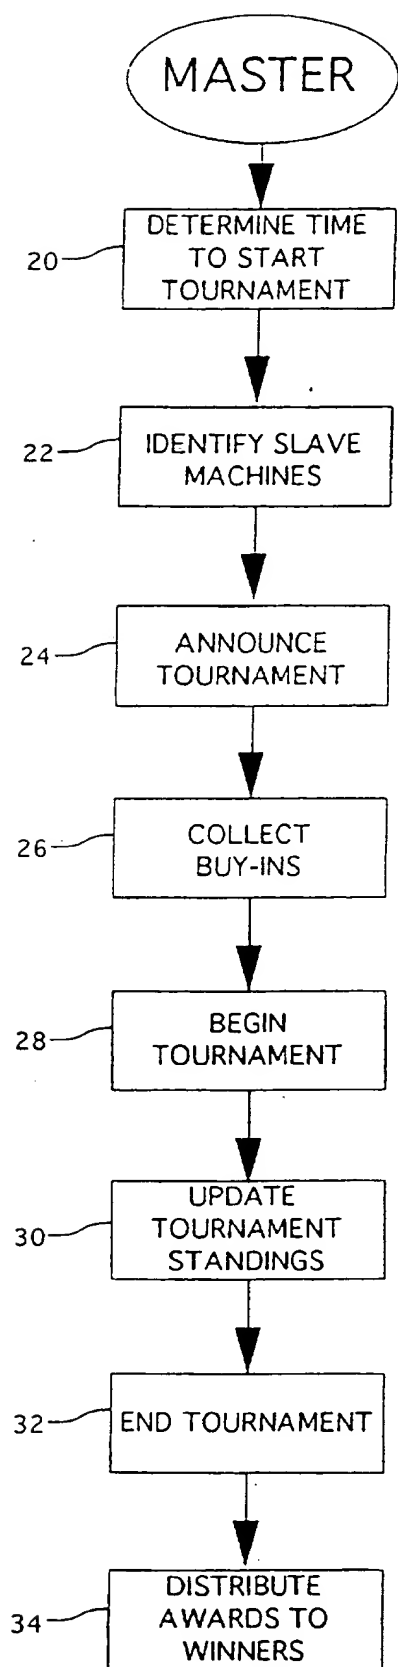 MASTER
20
DETERMINE TIME
TO START
TOURNAMENT
22
IDENTIFY SLAVE
MACHINES
24
ANNOUNCE
TOURNAMENT
26
COLLECT
BUY-INS
28
BEGIN
TOURNAMENT
30
UPDATE
TOURNAMENT
STANDINGS
32
END TOURNAMENT
34
DISTRIBUTE
AWARDS TO
WINNERS